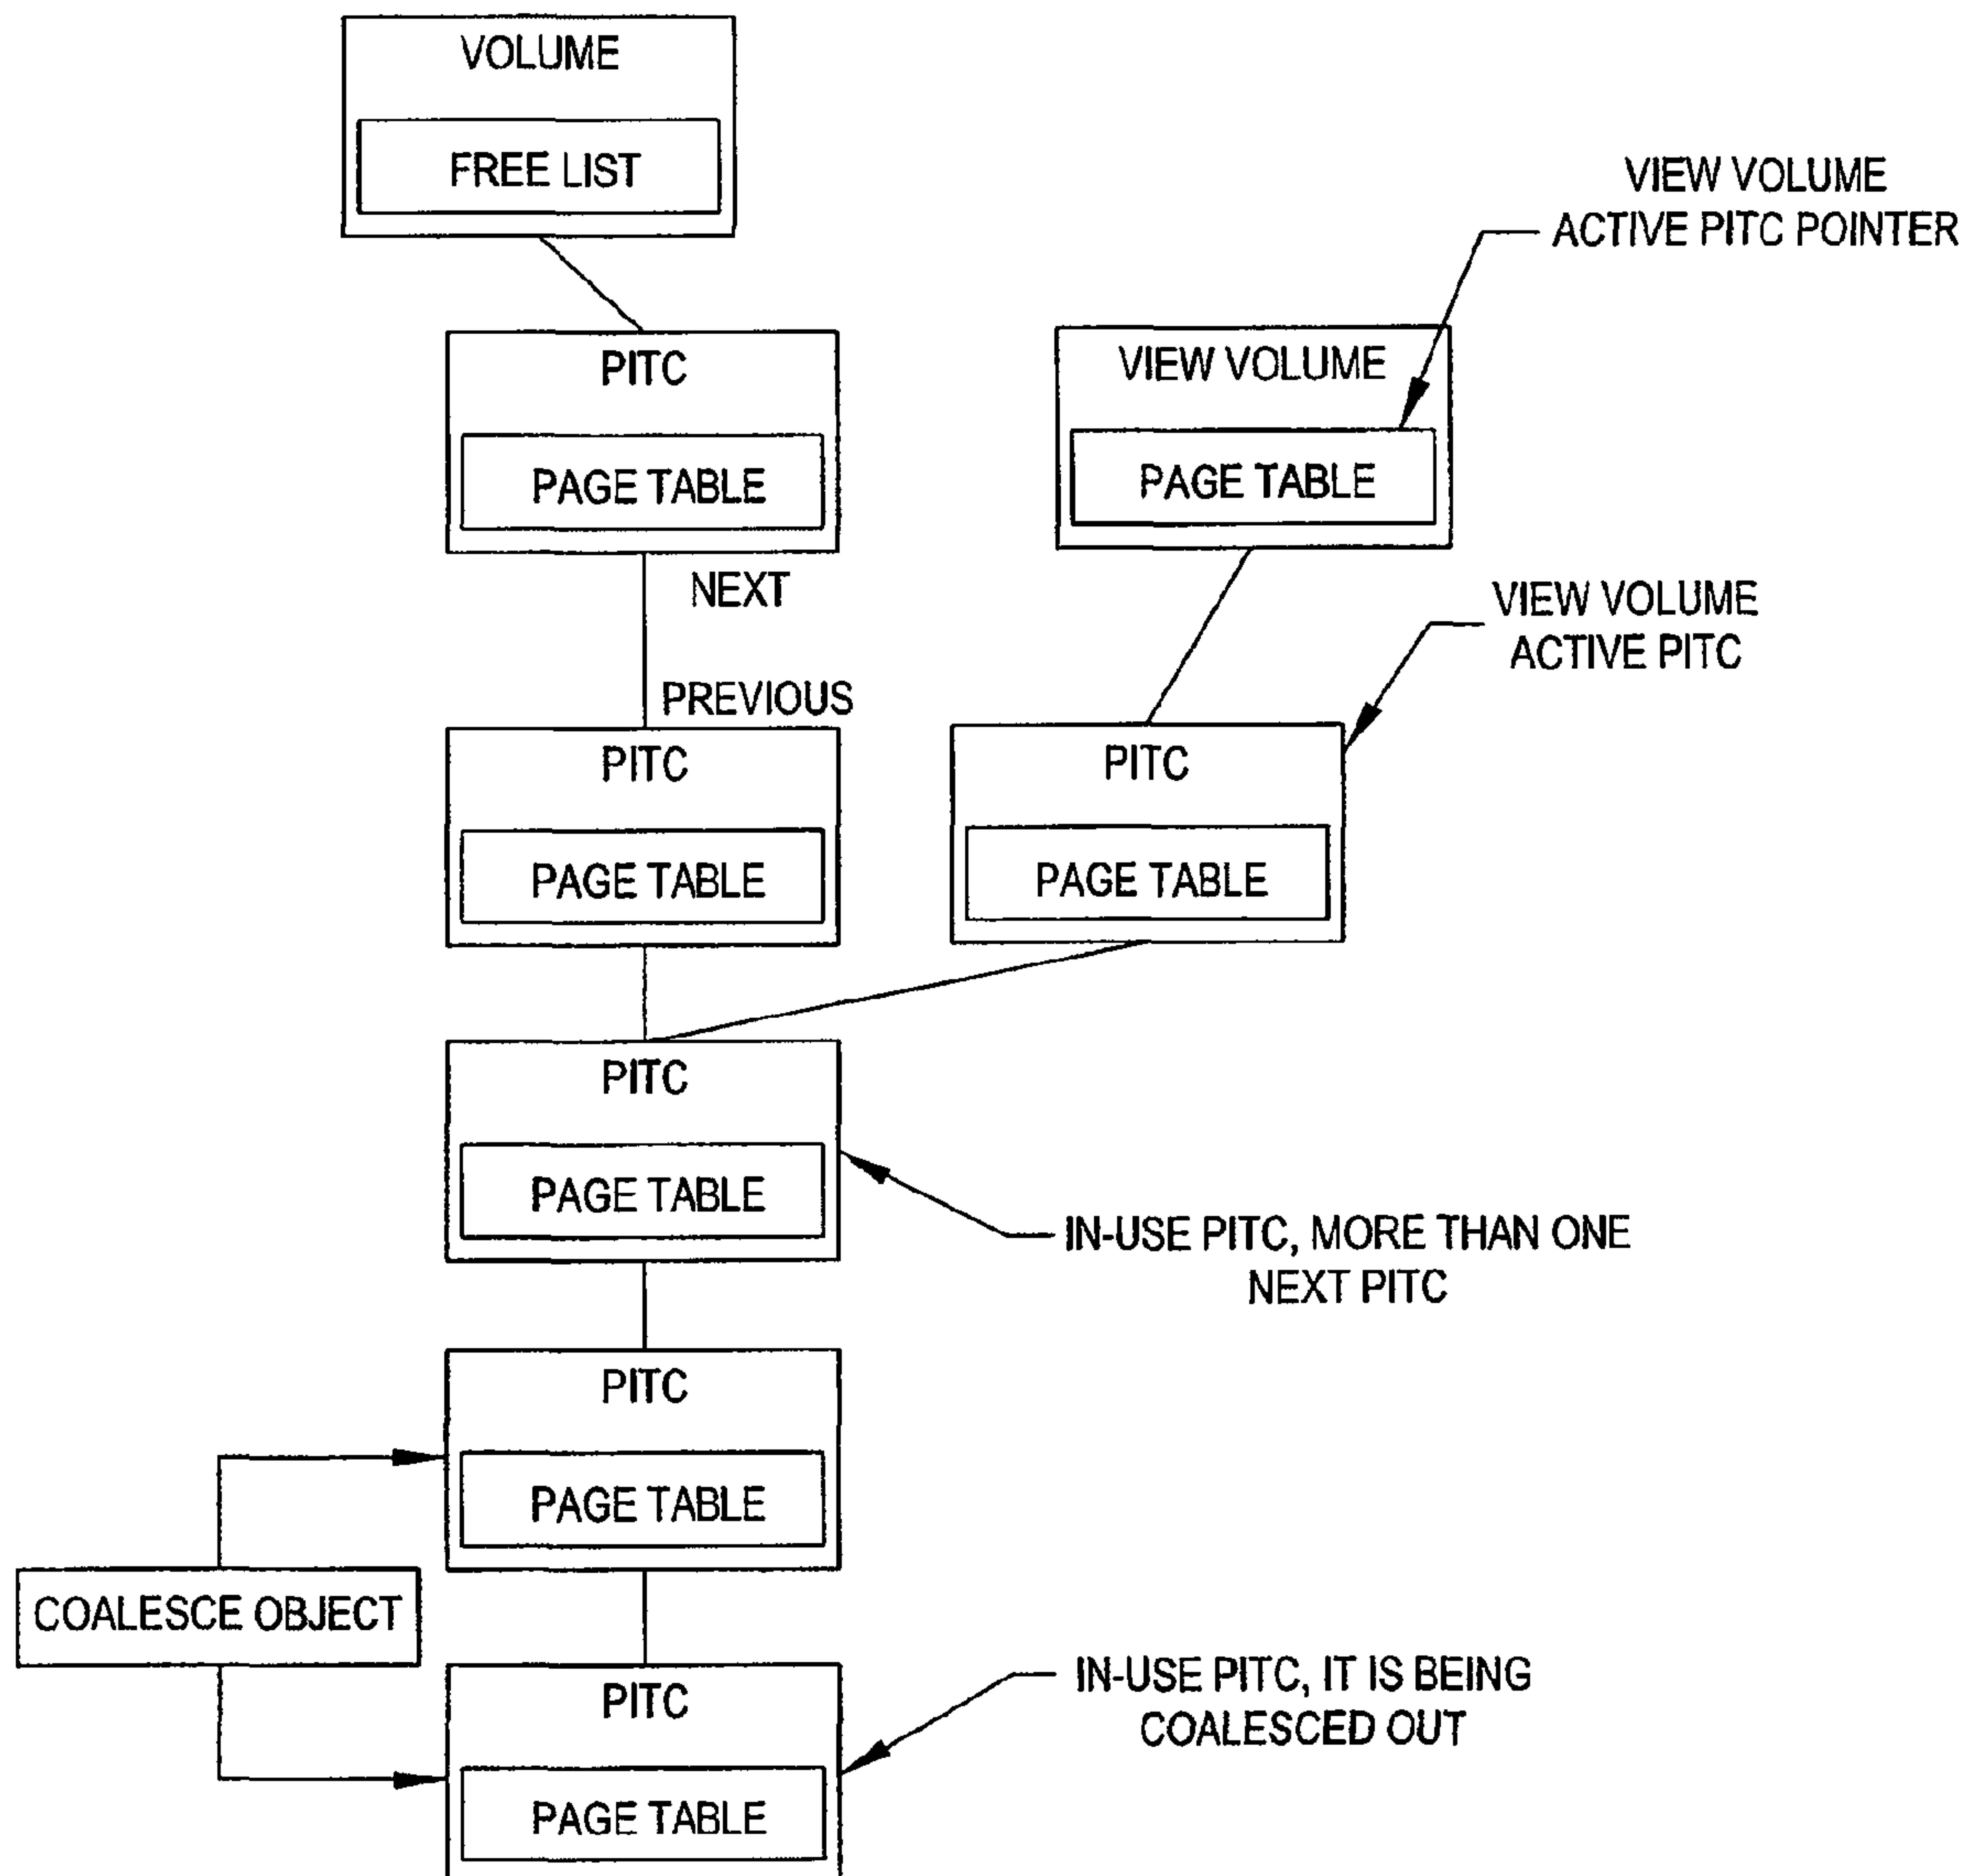 VOLUME
FREE LIST
VIEW VOLUME
ACTIVE PITC POINTER
PITC
PAGE TABLE
VIEW VOLUME
PAGE TABLE
NEXT
PREVIOUS
VIEW VOLUME
ACTIVE PITC
PITC
PAGE TABLE
PITC
PAGE TABLE
PITC
PAGE TABLE
IN-USE PITC, MORE THAN ONE
NEXT PITC
PITC
PAGE TABLE
COALESCE OBJECT
PITC
PAGE TABLE
IN-USE PITC, IT IS BEING
COALESCED OUT